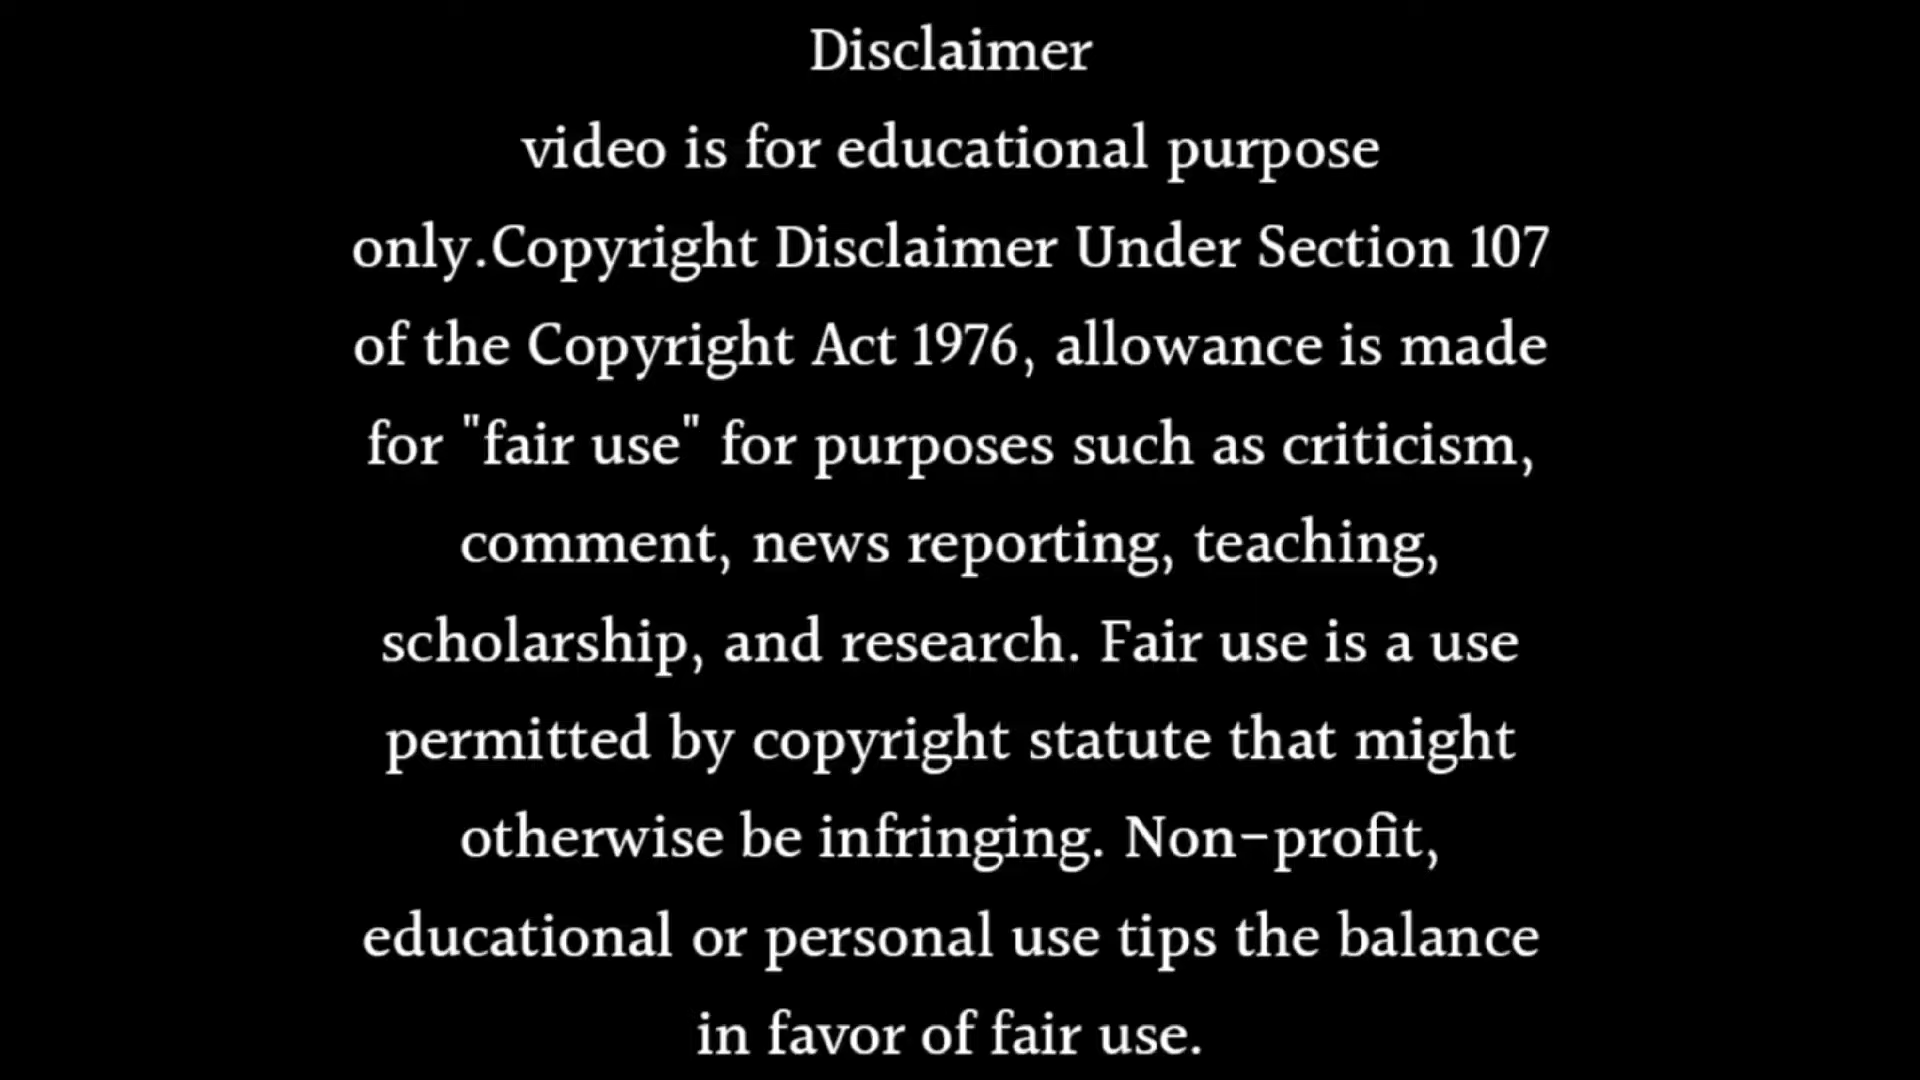 Disclaimer
video is for educational purpose
only.Copyright Disclaimer Under Section 107
of the Copyright Act 1976, allowance is made
for "fair use" for purposes such as criticism,
comment, news reporting, teaching,
scholarship, and research. Fair use is a use
permitted by copyright statute that might
otherwise be infringing. Non-profit,
educational or personal use tips the balance
in favor of fair use.